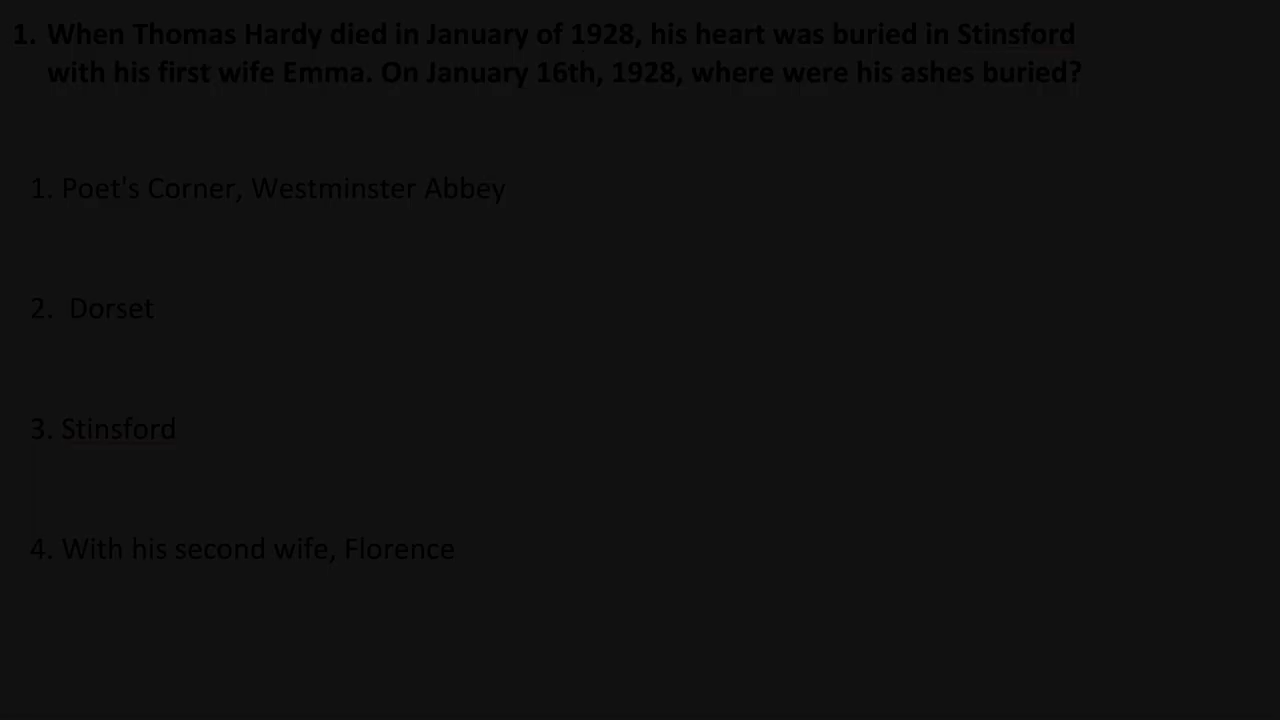 1. When Thomas Hardy died in January of 1928, his heart was buried in Stinsford
with his first wife Emma. On January 16th, 1928, where were his ashes buried?
1. Poet's Corner, Westminster Abbey
2. Dorset
3. Stinsford
4. With his second wife, Florence